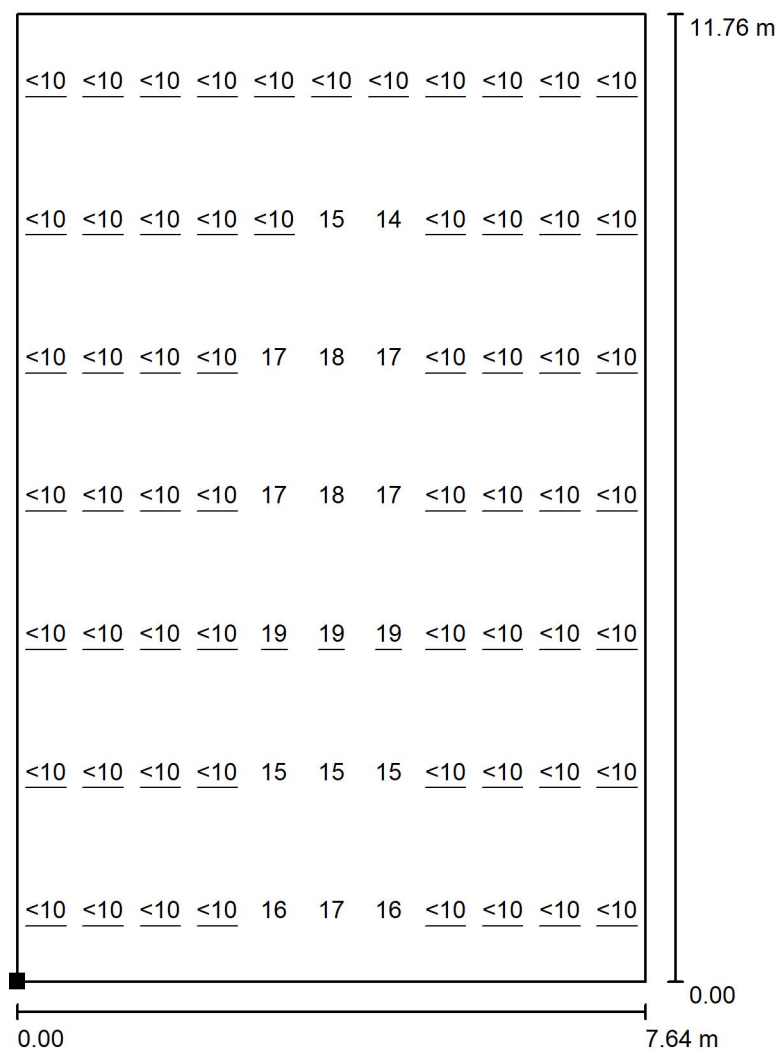 11.76 m
<10 <10 <10 <10 <10 <10 <10 <10 <10 <10 <10
<10 <10 <10 <10 <10 15 14 <10 <10 <10 <10
<10 <10 <10 <10 17 18 17 <10 <10 <10 <10
<10 <10 <10 <10 17 18 17 <10 <10 <10 <10
<10 <10 <10 <10 19 19 19 <10 <10 <10 <10
<10 <10 <10 <10 15 15 15 <10 <10 <10 <10
<10 <10 <10 <10 16 17 16 <10 <10 <10 <10
0.00
0.00 7.64 m